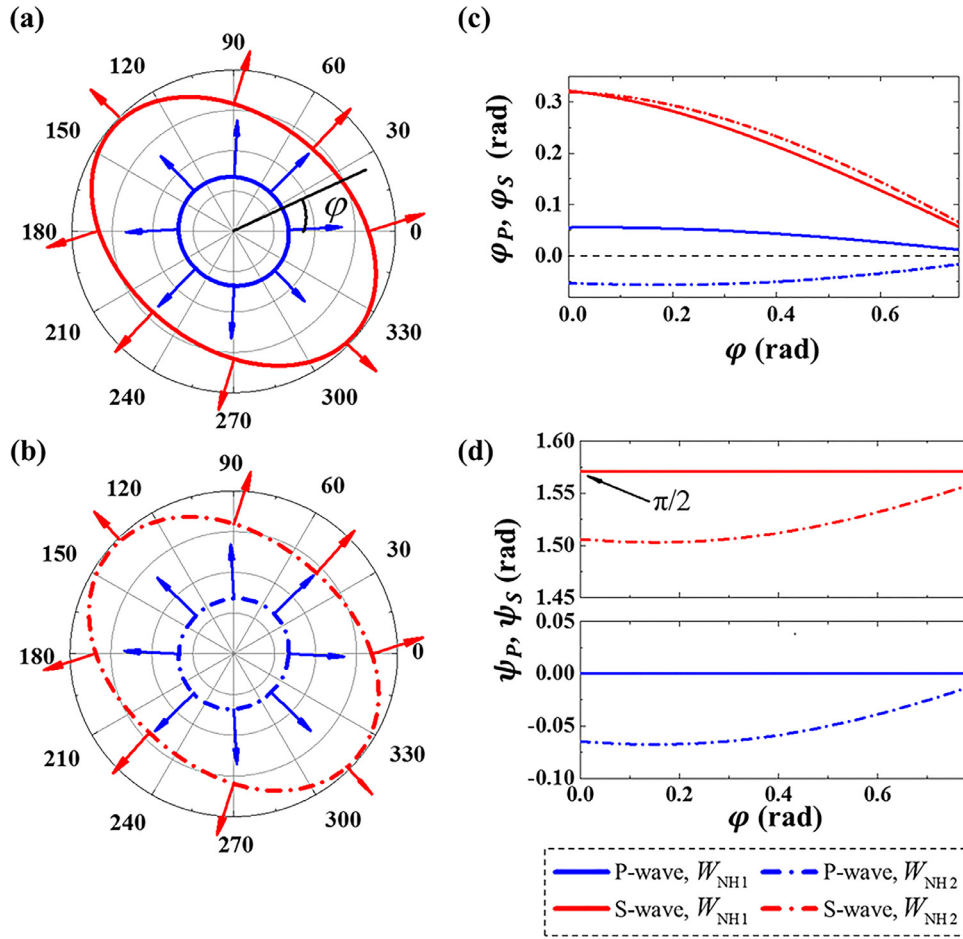 (a)
90
120
60
150
30
φ
180
0
210
330
240
300
270
(b)
90
120
60
150
30
180
0
210
330
240
300
270
(c)
φP, φS (rad)
0.3
0.2
0.1
0.0
0.0 0.2 0.4 0.6
φ (rad)
(d)
ψP, ψS (rad)
1.60
1.55
π/2
1.50
1.45
0.05
0.00
-0.05
-0.10
0.0 0.2 0.4 0.6
φ (rad)
P-wave, WNH1 P-wave, WNH2
S-wave, WNH1 S-wave, WNH2